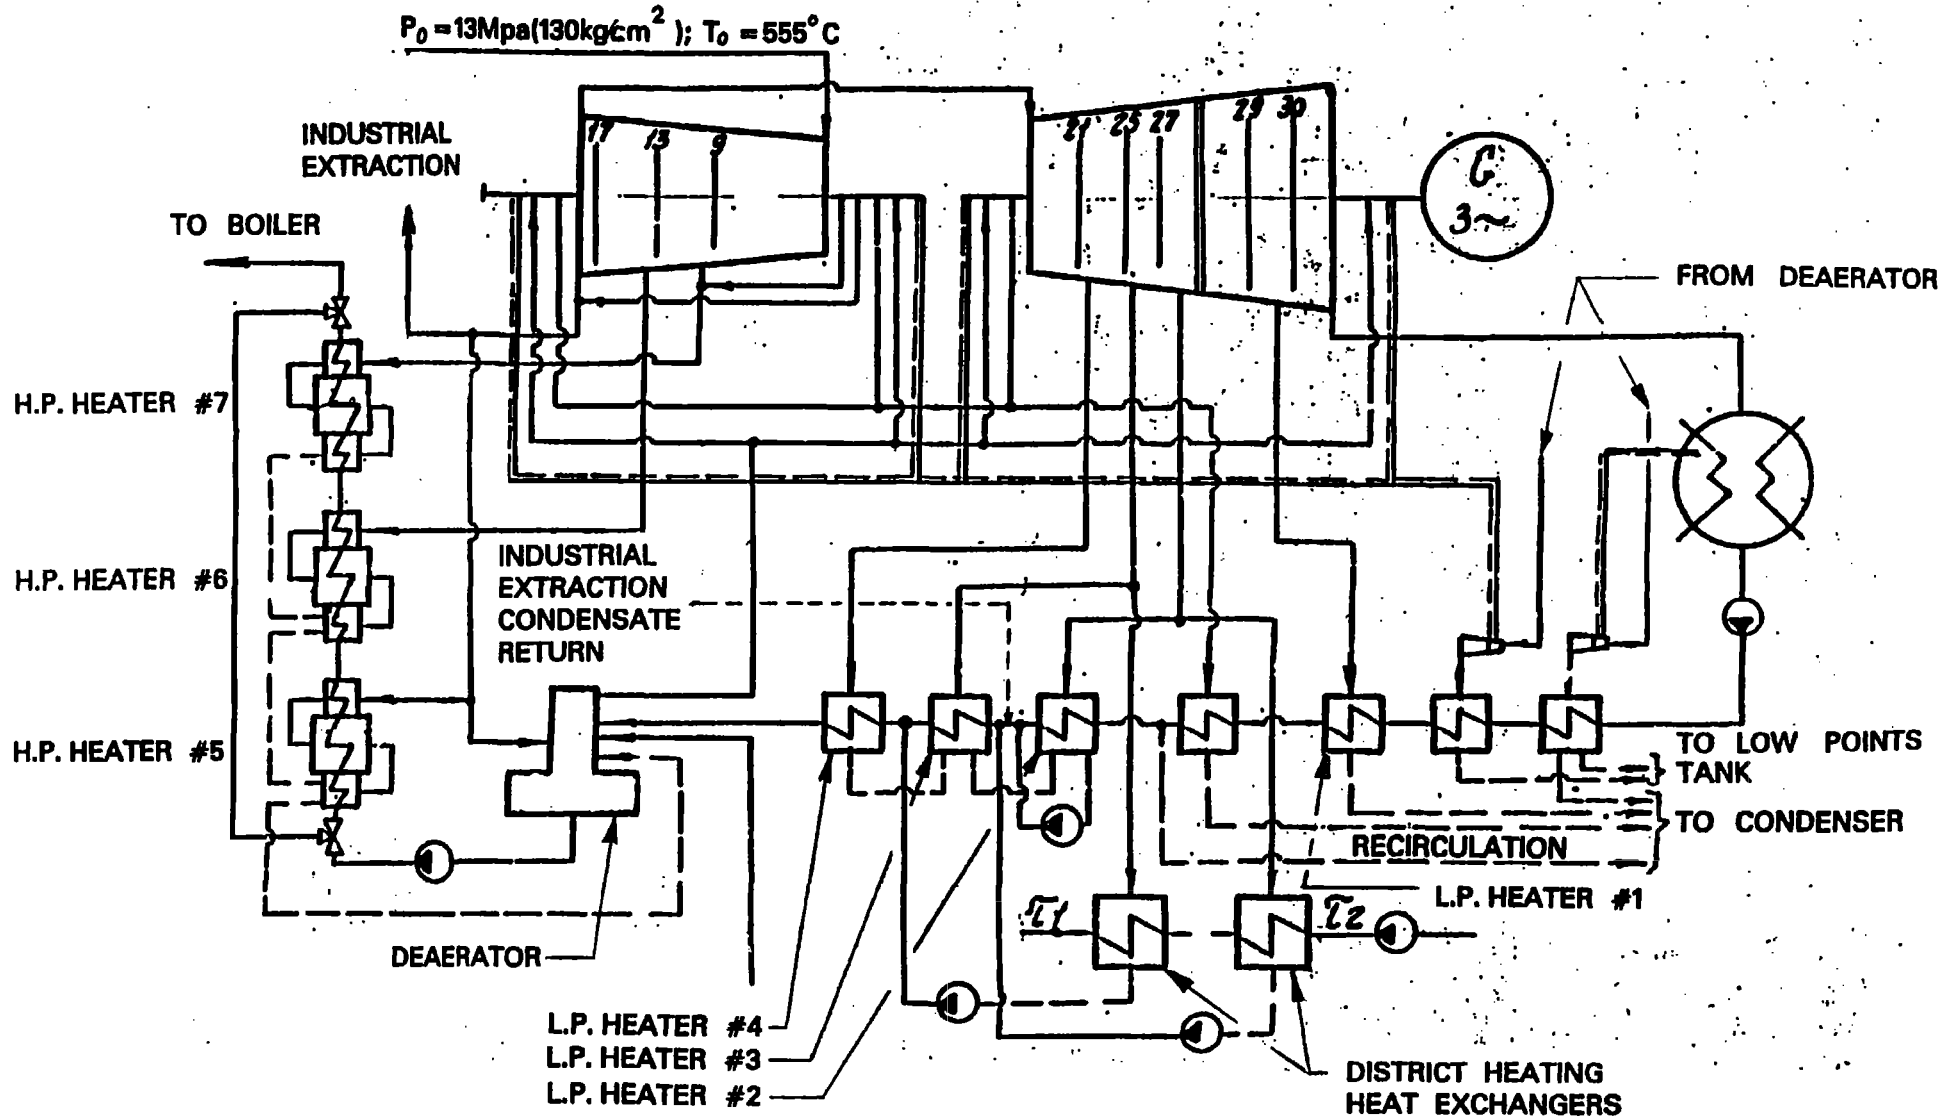 P₀ = 13Mpa(130kg/cm²); T₀ = 555°C
INDUSTRIAL
EXTRACTION
17 13 9
21 25 27 29 30
G
3~
TO BOILER
FROM DEAERATOR
H.P. HEATER #7
H.P. HEATER #6
INDUSTRIAL
EXTRACTION
CONDENSATE
RETURN
H.P. HEATER #5
TO LOW POINTS
TANK
TO CONDENSER
RECIRCULATION
L.P. HEATER #1
τ1 τ2
DEAERATOR
L.P. HEATER #4
L.P. HEATER #3
L.P. HEATER #2
DISTRICT HEATING
HEAT EXCHANGERS